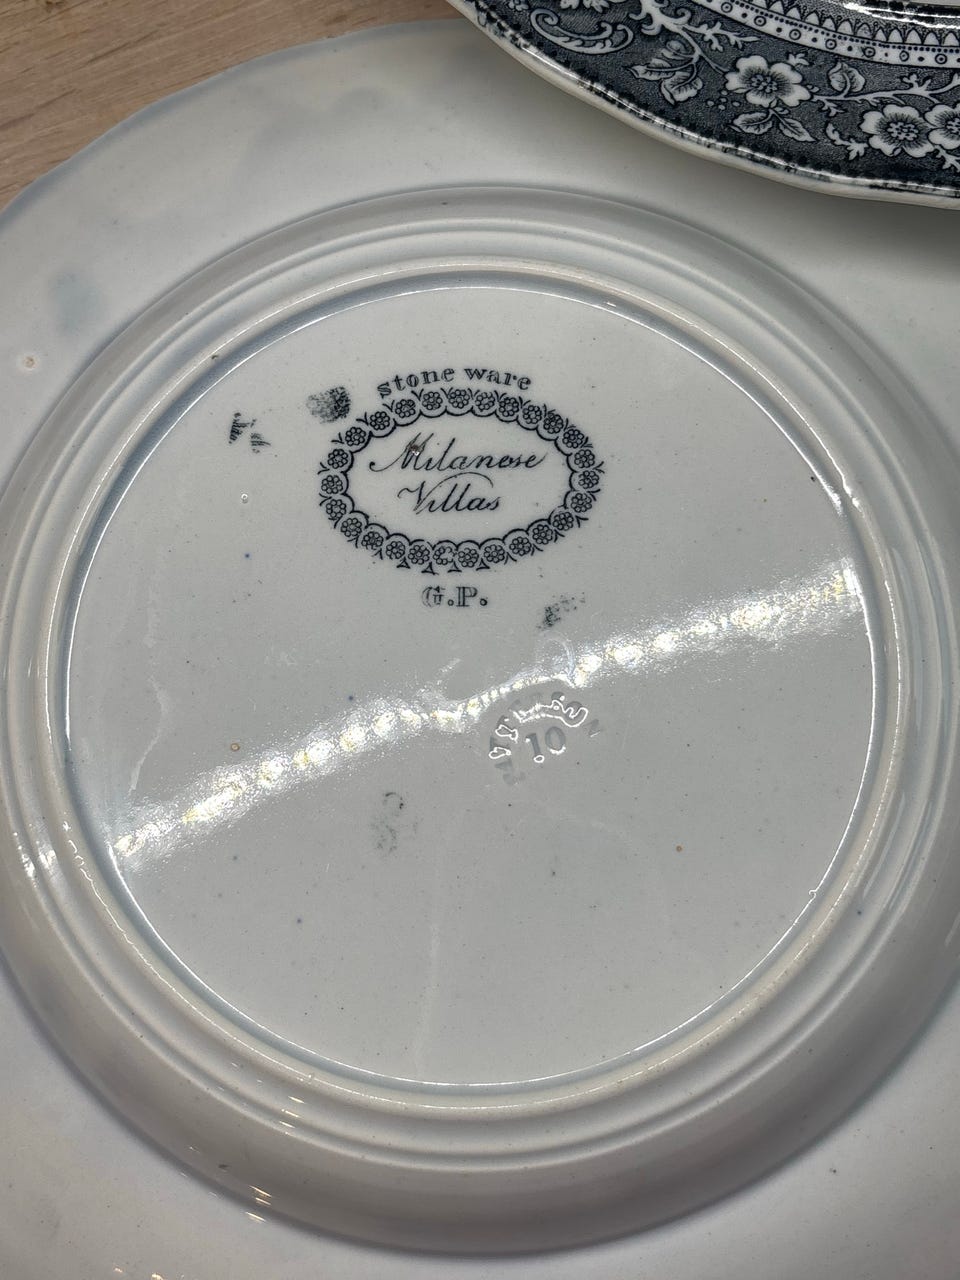 stone ware
Milanese
Villas
G.P.
10